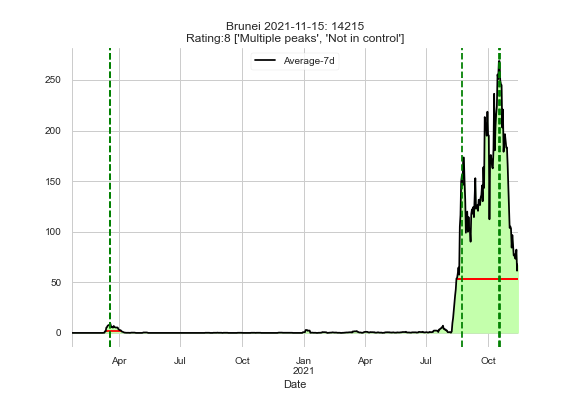 Brunei 2021-11-15: 14215
Rating:8 ['Multiple peaks', 'Not in control']
Average-7d
250
200
150
100
50
0
Apr Jul Oct Jan Apr Jul Oct
2021
Date